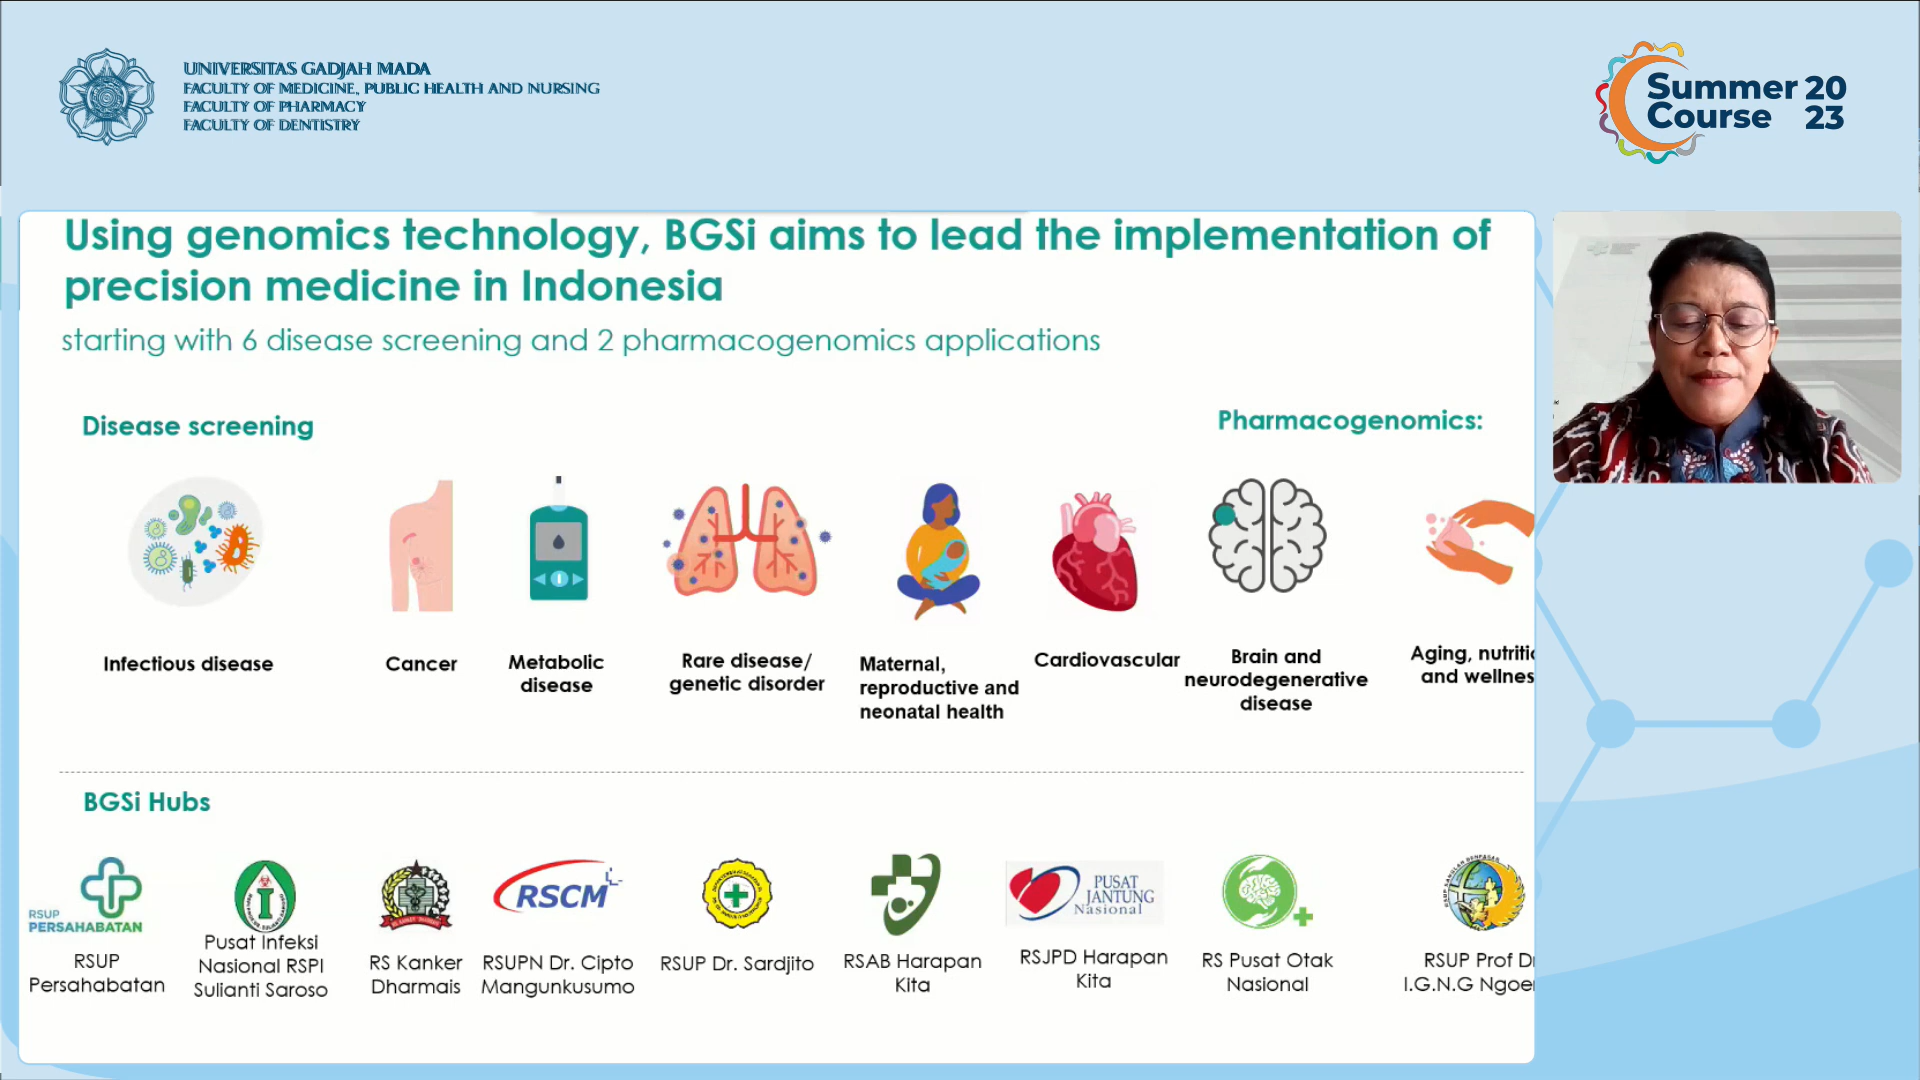 UNIVERSITAS GADJAH MADA
FACULTY OF MEDICINE, PUBLIC HEALTH AND NURSING
FACULTY OF PHARMACY
FACULTY OF DENTISTRY
Summer 20
Course 23
Using genomics technology, BGSi aims to lead the implementation of
precision medicine in Indonesia
starting with 6 disease screening and 2 pharmacogenomics applications
Disease screening
Pharmacogenomics:
Infectious disease
Cancer
Metabolic
disease
Rare disease/
genetic disorder
Maternal,
reproductive and
neonatal health
Cardiovascular
Brain and
neurodegenerative
disease
Aging,
and
BGSi Hubs
RSUP
PERSAHABATAN
RSUP
Persahabatan
Pusat Infeksi
Nasional RSPI
Sulianti Saroso
RS Kanker
Dharmais
RSCM
RSUPN Dr. Cipto
Mangunkusumo
RSUP Dr. Sardjito
RSAB Harapan
Kita
PUSAT
JANTUNG
Nasional
RSJPD Harapan
Kita
RS Pusat Otak
Nasional
RSUP Prof
I.G.N.G